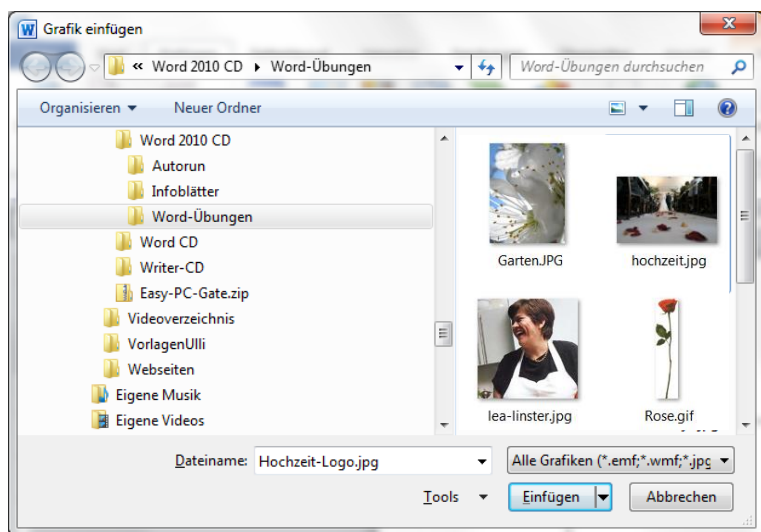 Grafik einfügen
« Word 2010 CD Word-Übungen
Word-Übungen durchsuchen
Organisieren
Neuer Ordner
Word 2010 CD
Autorun
Infoblätter
Word-Übungen
Word CD
Writer-CD
Easy-PC-Gate.zip
Videoverzeichnis
VorlagenUlli
Webseiten
Eigene Musik
Eigene Videos
Garten.JPG
hochzeit.jpg
lea-linster.jpg
Rose.gif
Dateiname: Hochzeit-Logo.jpg
Alle Grafiken (*.emf;*.wmf;*.jpg
Tools
Einfügen
Abbrechen